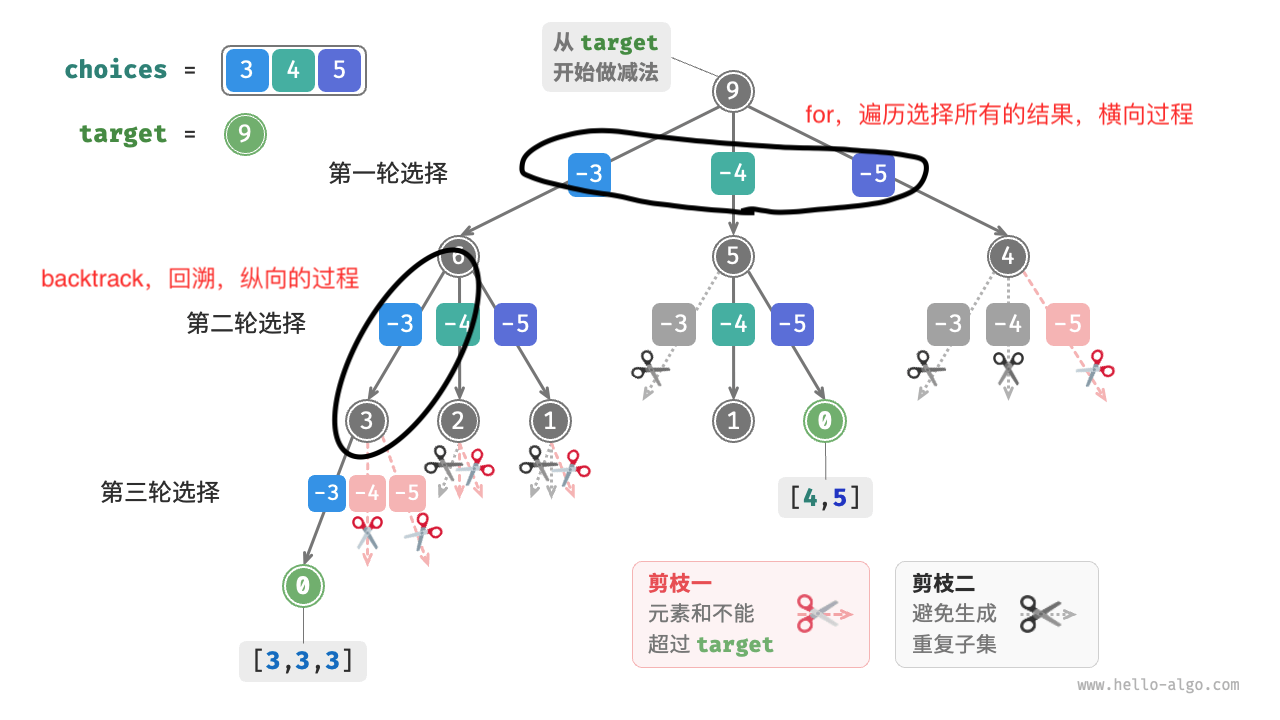 从 target
开始做减法
choices = 3 4 5
target = 9
9
for，遍历选择所有的结果，横向过程
第一轮选择
-3 -4 -5
6 5 4
backtrack，回溯，纵向的过程
第二轮选择
-3 -4 -5 -3 -4 -5 -3 -4 -5
3 2 1 1 0
第三轮选择
-3 -4 -5
[4,5]
0
[3,3,3]
剪枝一
元素和不能
超过 target
剪枝二
避免生成
重复子集
www.hello-algo.com